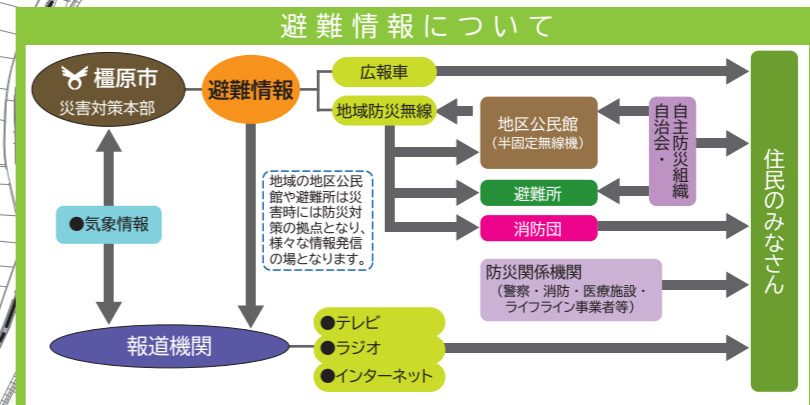 避難情報について
橿原市
災害対策本部
避難情報
広報車
地域防災無線
地区公民館
（半固定無線機）
自治会・
自主防災組織
避難所
消防団
住民のみなさん
地域の地区公民
館や避難所は災
害時には防災対
策の拠点となり、
様々な情報発信
の場となります。
●気象情報
防災関係機関
（警察・消防・医療施設・
ライフライン事業者等）
報道機関
●テレビ
●ラジオ
●インターネット